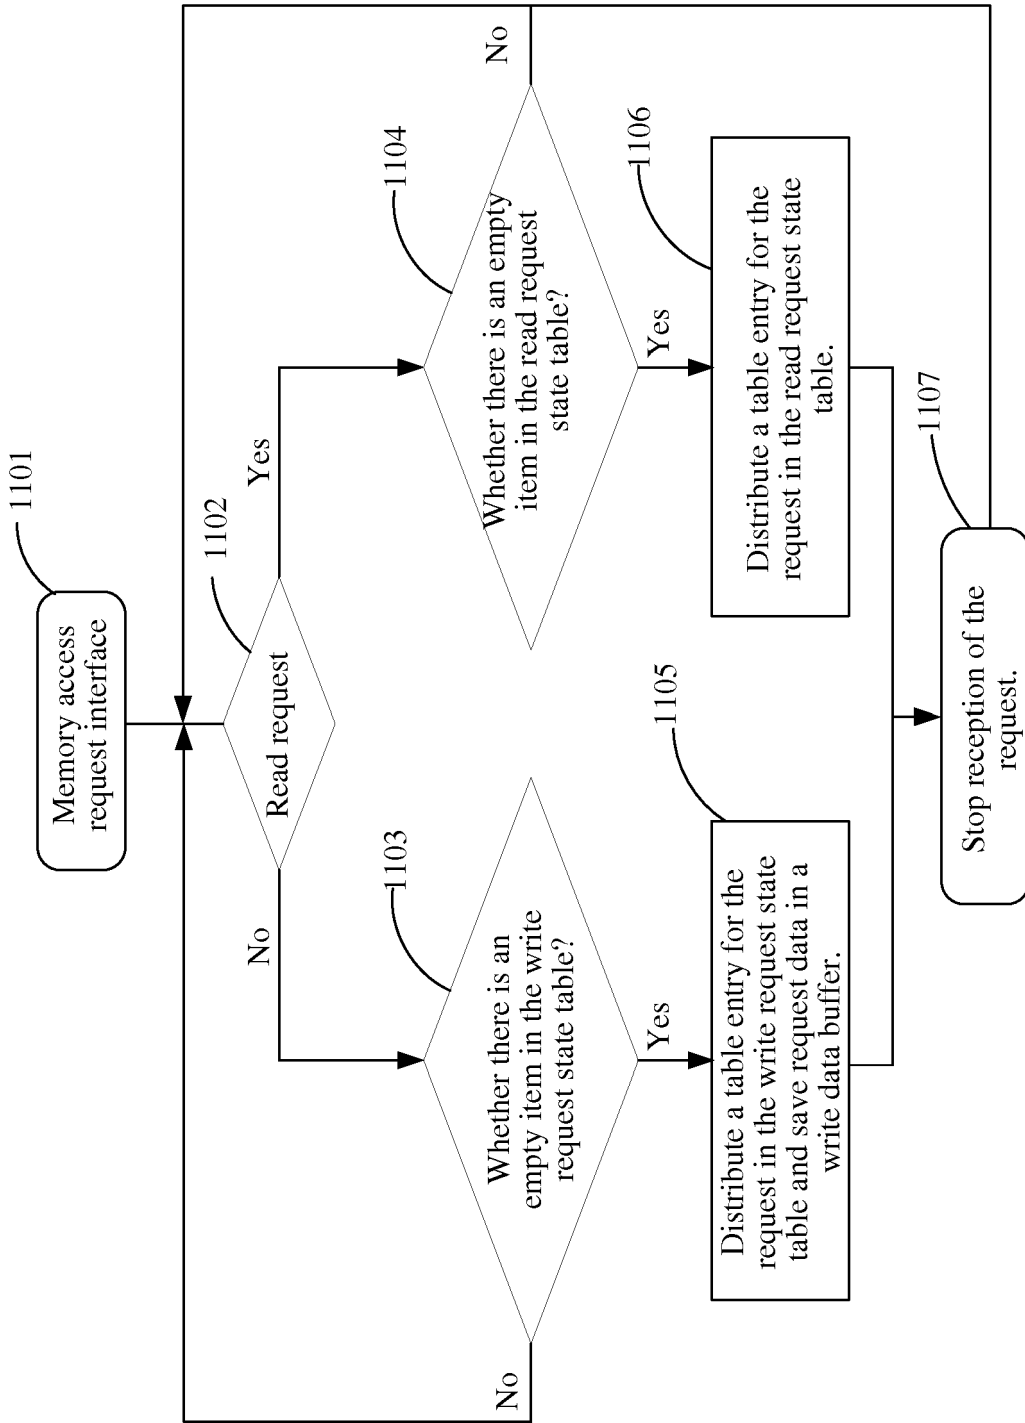 1101
Memory access
request interface
1102
Read request
No
Yes
1103
Whether there is an
empty item in the write
request state table?
1104
Whether there is an empty
item in the read request
state table?
No
Yes
Yes
No
1105
Distribute a table entry for the
request in the write request state
table and save request data in a
write data buffer.
1106
Distribute a table entry for the
request in the read request state
table.
1107
Stop reception of the
request.